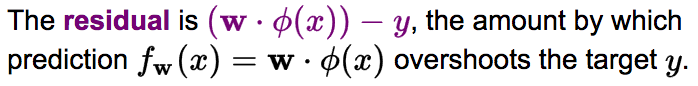 The residual is (w · ϕ(x)) − y, the amount by which
prediction f_w(x) = w · ϕ(x) overshoots the target y.